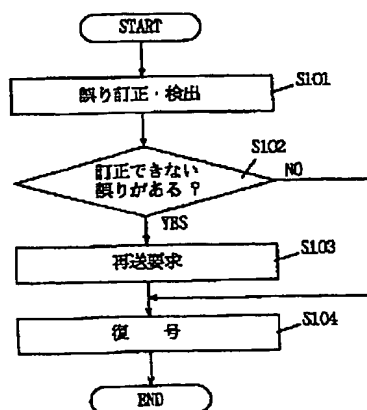 START
誤り訂正・検出
S101
訂正できない
誤りがある？
S102
NO
YES
再送要求
S103
復 号
S104
END